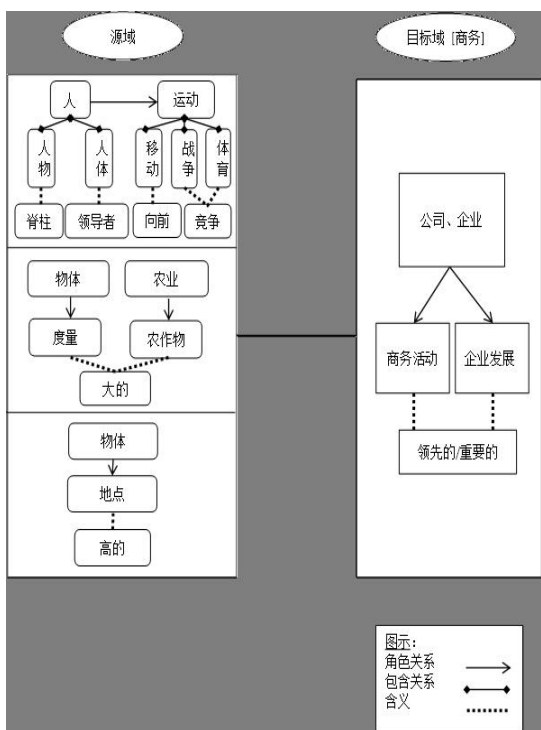 源域
目标域 [商务]
人
运动
人物
人体
移动
战争
体育
脊柱
领导者
向前
竞争
物体
农业
度量
农作物
大的
物体
地点
高的
公司、企业
商务活动
企业发展
领先的/重要的
图示:
角色关系
包含关系
含义